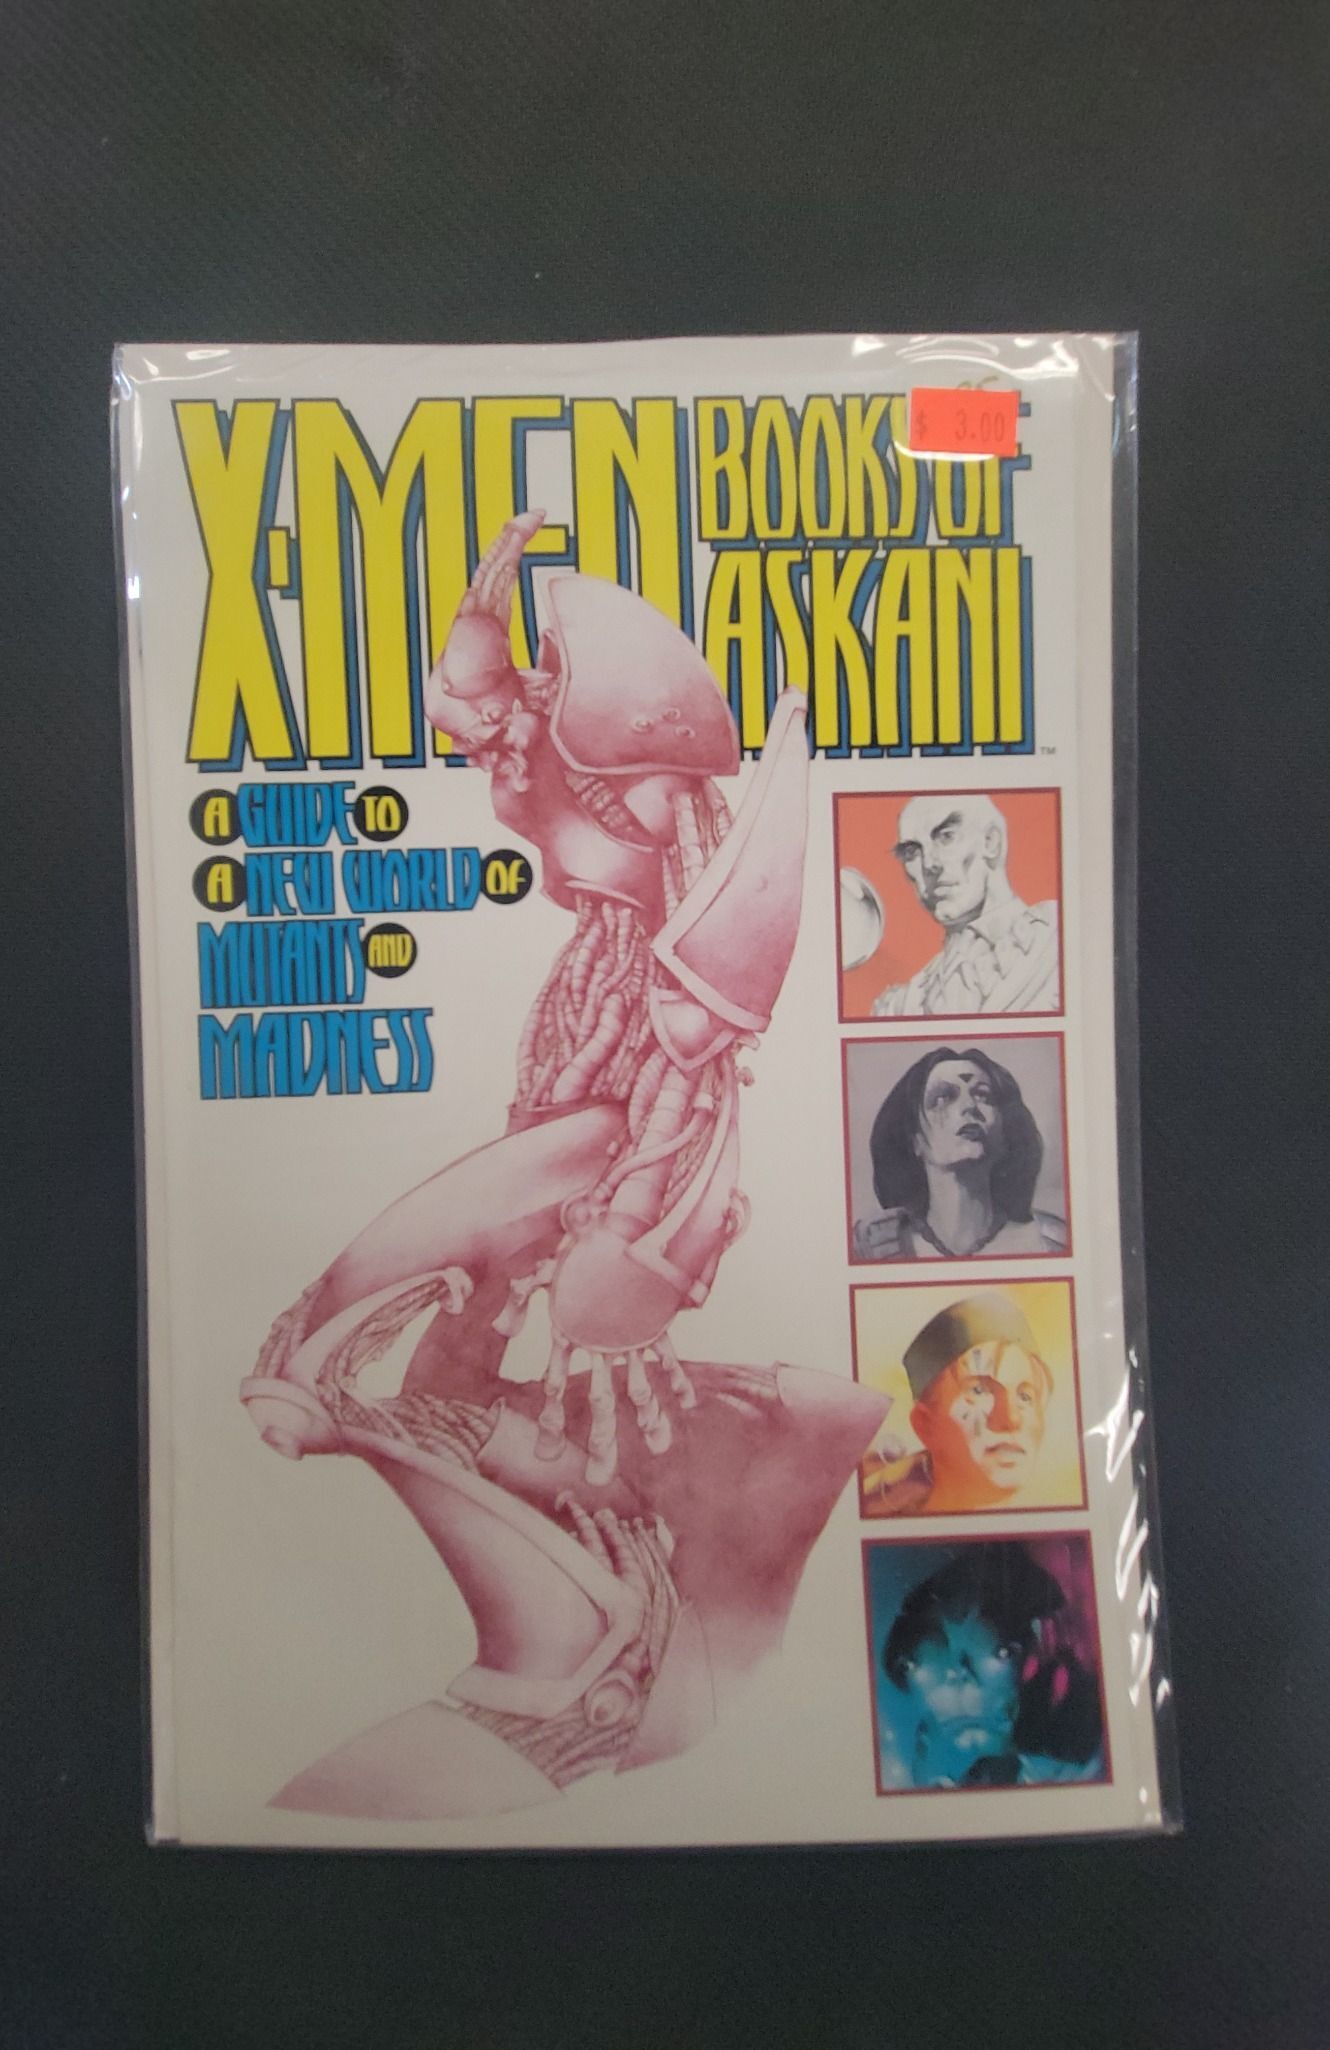 X-MEN
BOOKS OF
ASKANI
$ 3.00
TM
A GUIDE TO
A NEW WORLD OF
MUTANTS AND
MADNESS